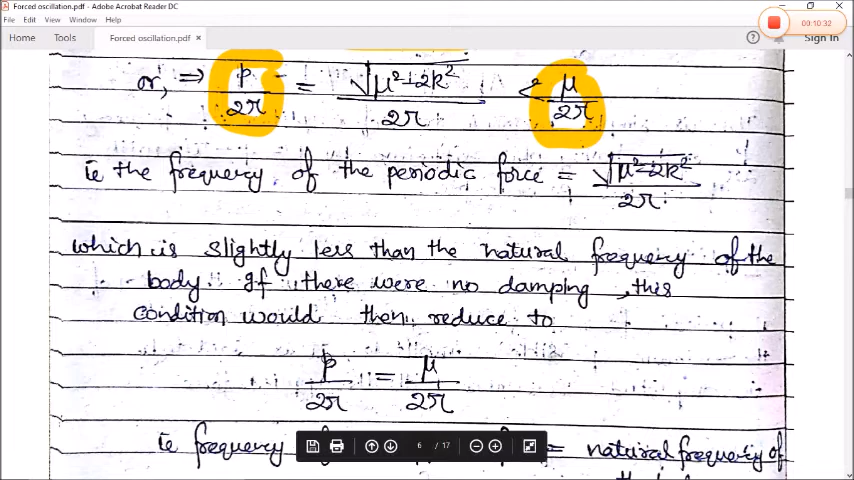 Forced oscillation.pdf - Adobe Acrobat Reader DC
File Edit View Window Help
00:10:32
Home Tools Forced oscillation.pdf × Sign In
or, ⇒ p/2π = √μ²-2k²/2π < μ/2π
ie the frequency of the periodic force = √μ²-2k²/2π
which is slightly less than the natural frequency of the
body. If there were no damping, this
condition would then reduce to
p/2π = μ/2π
6 / 17
ie frequency = natural frequency of